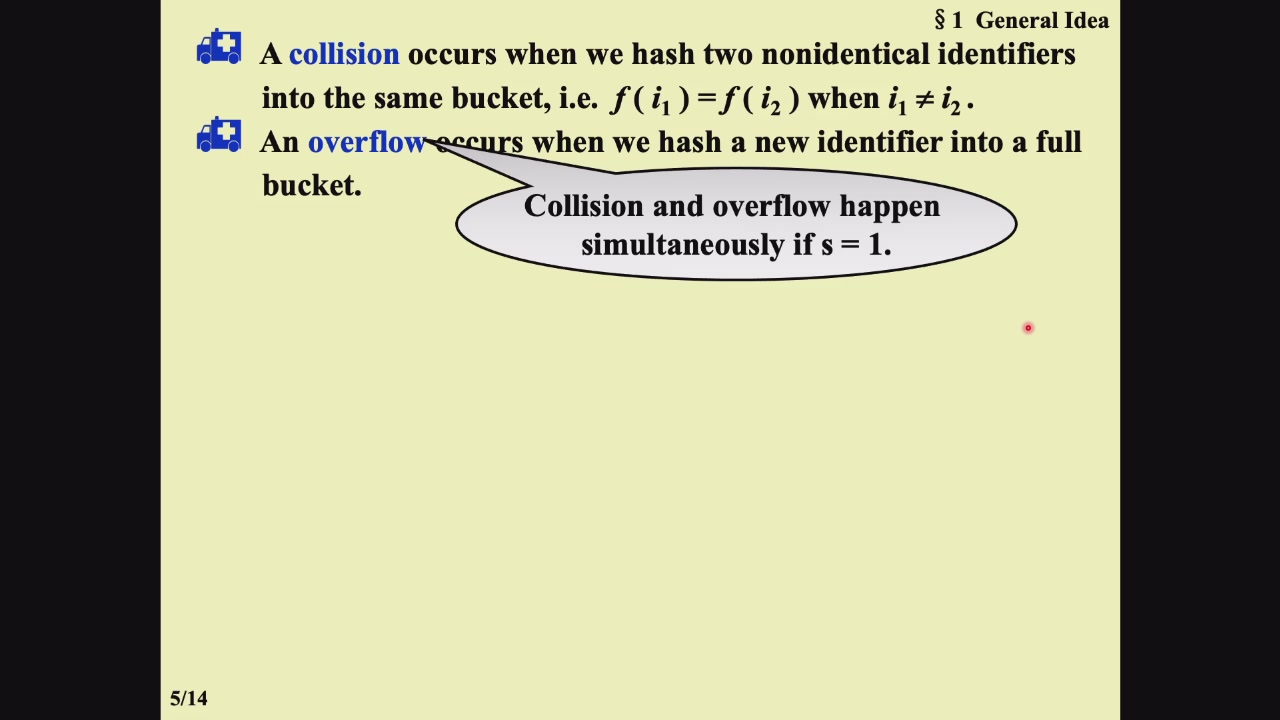 § 1 General Idea
A collision occurs when we hash two nonidentical identifiers
into the same bucket, i.e. f ( i₁ ) = f ( i₂ ) when i₁ ≠ i₂ .
An overflow occurs when we hash a new identifier into a full
bucket.
Collision and overflow happen
simultaneously if s = 1.
5/14